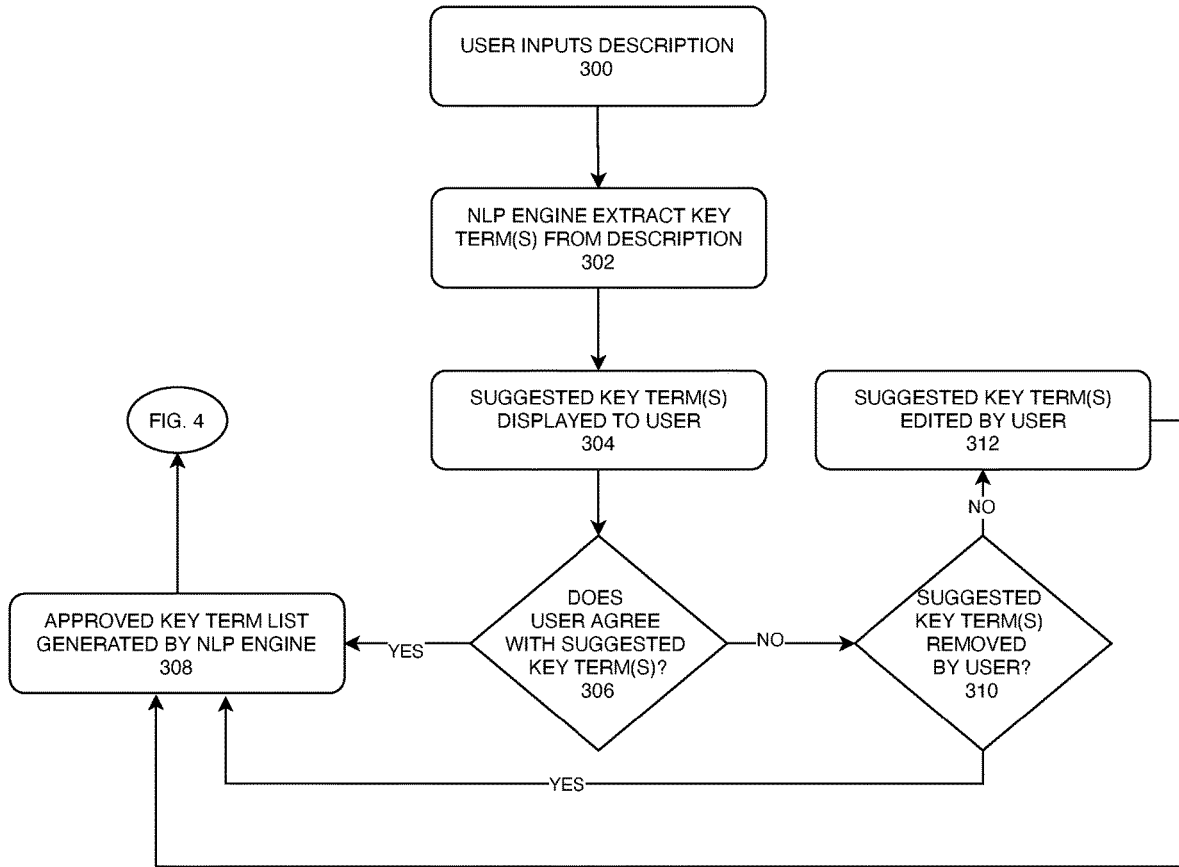 USER INPUTS DESCRIPTION
300
NLP ENGINE EXTRACT KEY
TERM(S) FROM DESCRIPTION
302
SUGGESTED KEY TERM(S)
DISPLAYED TO USER
304
SUGGESTED KEY TERM(S)
EDITED BY USER
312
FIG. 4
NO
APPROVED KEY TERM LIST
GENERATED BY NLP ENGINE
308
YES
DOES
USER AGREE
WITH SUGGESTED
KEY TERM(S)?
306
NO
SUGGESTED
KEY TERM(S)
REMOVED
BY USER?
310
YES